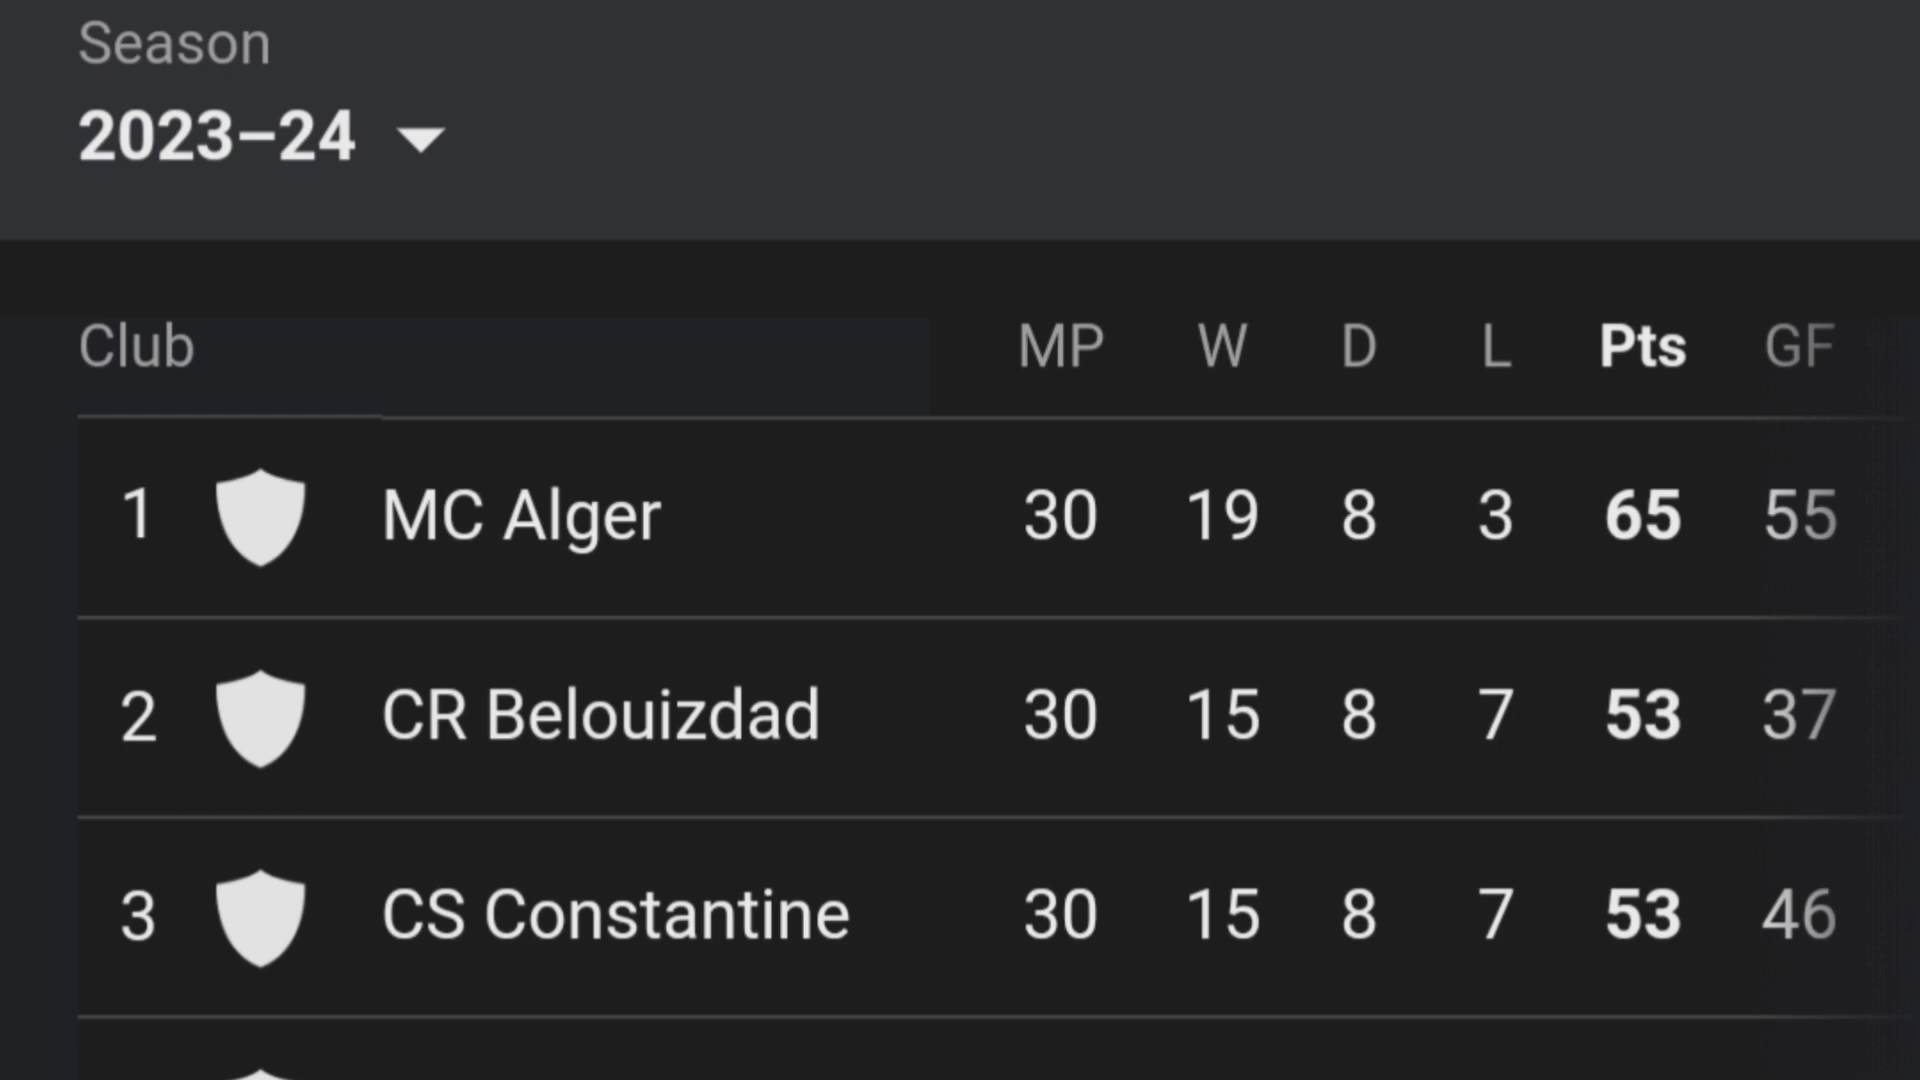 Season
2023–24
Club MP W D L Pts GF
1 MC Alger 30 19 8 3 65 55
2 CR Belouizdad 30 15 8 7 53 37
3 CS Constantine 30 15 8 7 53 46